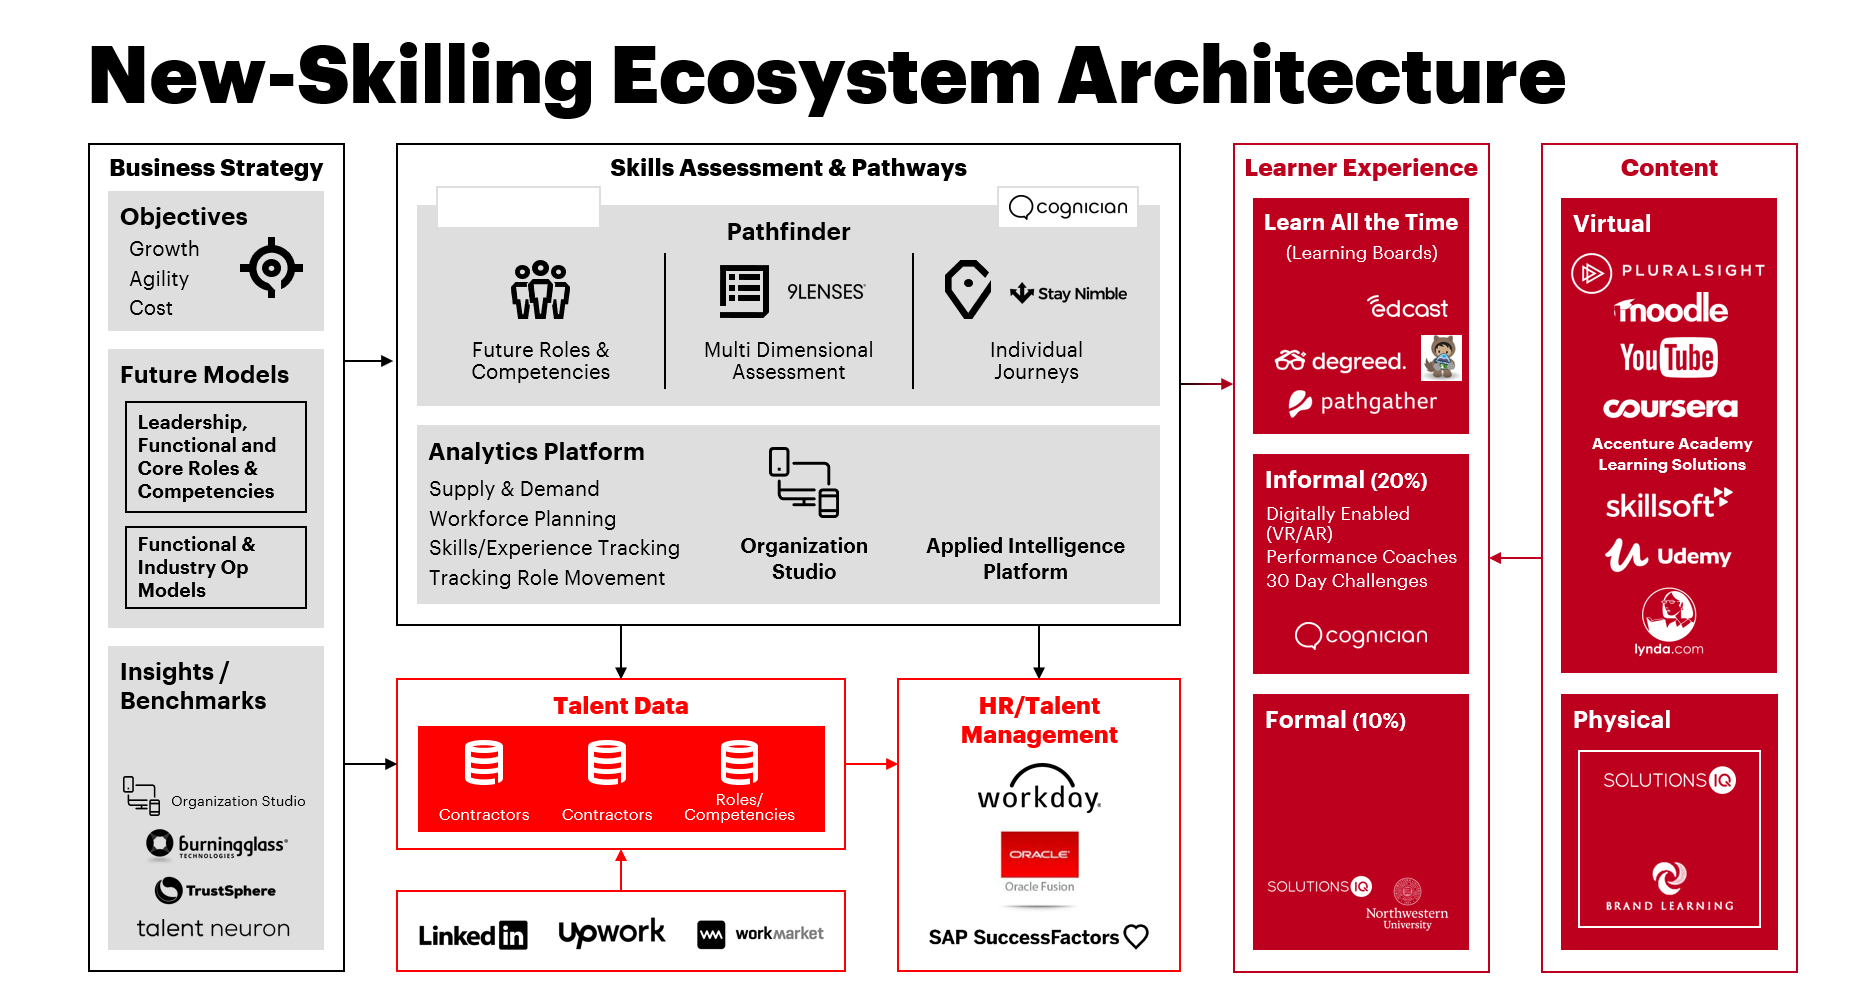 New-Skilling Ecosystem Architecture
Business Strategy
Objectives
Growth
Agility
Cost
Future Models
Leadership,
Functional and
Core Roles &
Competencies
Functional &
Industry Op
Models
Insights /
Benchmarks
Organization Studio
burningglass®
TECHNOLOGIES
TrustSphere
talent neuron
Skills Assessment & Pathways
cognician
Pathfinder
Future Roles &
Competencies
9LENSES®
Multi Dimensional
Assessment
Stay Nimble
Individual
Journeys
Analytics Platform
Supply & Demand
Workforce Planning
Skills/Experience Tracking
Tracking Role Movement
Organization
Studio
Applied Intelligence
Platform
Talent Data
Contractors
Contractors
Roles/
Competencies
LinkedIn
Upwork
workmarket
HR/Talent
Management
workday®
ORACLE®
Oracle Fusion
SAP SuccessFactors
Learner Experience
Learn All the Time
(Learning Boards)
edcast
degreed.
pathgather
Informal (20%)
Digitally Enabled
(VR/AR)
Performance Coaches
30 Day Challenges
cognician
Formal (10%)
SOLUTIONS IQ
Northwestern
University
Content
Virtual
PLURALSIGHT
moodle
YouTube
coursera
Accenture Academy
Learning Solutions
skillsoft
Udemy
lynda.com
Physical
SOLUTIONS IQ
BRAND LEARNING